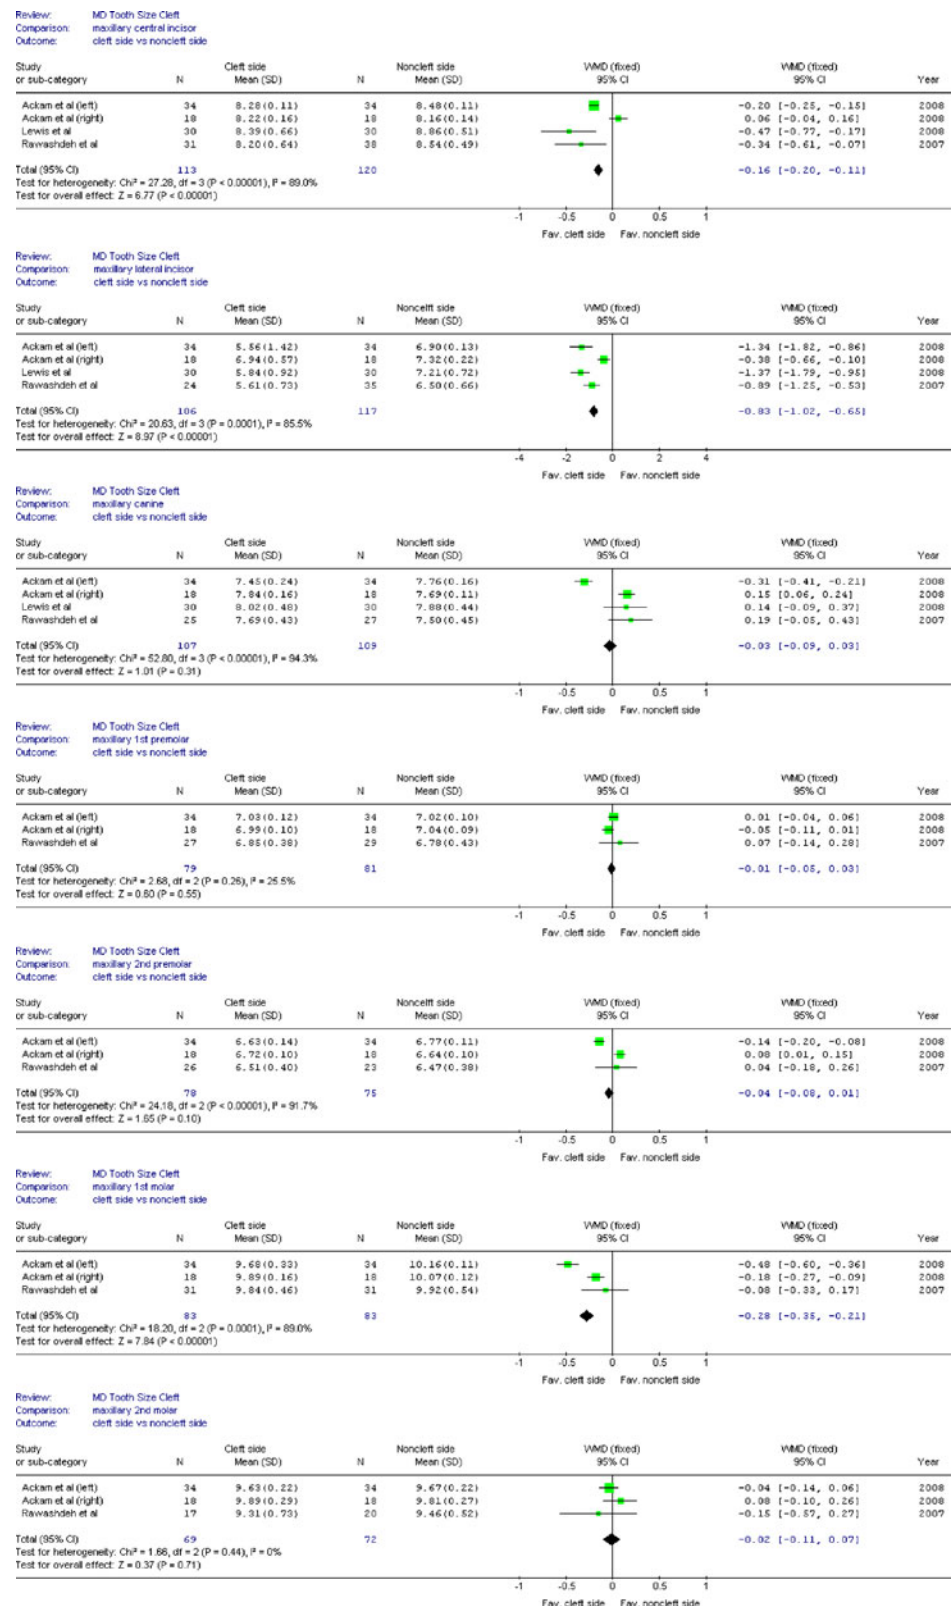 Review: MD Tooth Size Cleft
Comparison: maxillary central incisor
Outcome: cleft side vs noncleft side
Study Cleft side Noncleft side WMD (fixed) WMD (fixed)
or sub-category N Mean (SD) N Mean (SD) 95% CI 95% CI Year
Ackam et al (left) 34 8.28(0.11) 34 8.48(0.11) -0.20 [-0.25, -0.15] 2008
Ackam et al (right) 18 8.22(0.16) 18 8.16(0.14) 0.06 [-0.04, 0.16] 2008
Lewis et al 30 8.39(0.66) 30 8.86(0.51) -0.47 [-0.77, -0.17] 2008
Rawashdeh et al 31 8.20(0.64) 38 8.54(0.49) -0.34 [-0.61, -0.07] 2007
Total (95% CI) 113 120 -0.16 [-0.20, -0.11]
Test for heterogeneity: Chi² = 27.28, df = 3 (P < 0.00001), I² = 89.0%
Test for overall effect: Z = 6.77 (P < 0.00001)
-1 -0.5 0 0.5 1
Fav. cleft side Fav. noncleft side
Review: MD Tooth Size Cleft
Comparison: maxillary lateral incisor
Outcome: cleft side vs noncleft side
Study Cleft side Noncelft side WMD (fixed) WMD (fixed)
or sub-category N Mean (SD) N Mean (SD) 95% CI 95% CI Year
Ackam et al (left) 34 5.56(1.42) 34 6.90(0.13) -1.34 [-1.82, -0.86] 2008
Ackam et al (right) 18 6.94(0.57) 18 7.32(0.22) -0.38 [-0.66, -0.10] 2008
Lewis et al 30 5.84(0.92) 30 7.21(0.72) -1.37 [-1.79, -0.95] 2008
Rawashdeh et al 24 5.61(0.73) 35 6.50(0.66) -0.89 [-1.25, -0.53] 2007
Total (95% CI) 106 117 -0.83 [-1.02, -0.65]
Test for heterogeneity: Chi² = 20.63, df = 3 (P = 0.0001), I² = 85.5%
Test for overall effect: Z = 8.97 (P < 0.00001)
-4 -2 0 2 4
Fav. cleft side Fav. noncleft side
Review: MD Tooth Size Cleft
Comparison: maxillary canine
Outcome: cleft side vs noncleft side
Study Cleft side Noncleft side WMD (fixed) WMD (fixed)
or sub-category N Mean (SD) N Mean (SD) 95% CI 95% CI Year
Ackam et al (left) 34 7.45(0.24) 34 7.76(0.16) -0.31 [-0.41, -0.21] 2008
Ackam et al (right) 18 7.84(0.16) 18 7.69(0.11) 0.15 [0.06, 0.24] 2008
Lewis et al 30 8.02(0.48) 30 7.88(0.44) 0.14 [-0.09, 0.37] 2008
Rawashdeh et al 25 7.69(0.43) 27 7.50(0.45) 0.19 [-0.05, 0.43] 2007
Total (95% CI) 107 109 -0.03 [-0.09, 0.03]
Test for heterogeneity: Chi² = 52.80, df = 3 (P < 0.00001), I² = 94.3%
Test for overall effect: Z = 1.01 (P = 0.31)
-1 -0.5 0 0.5 1
Fav. cleft side Fav. noncleft side
Review: MD Tooth Size Cleft
Comparison: maxillary 1st premolar
Outcome: cleft side vs noncleft side
Study Cleft side Noncleft side WMD (fixed) WMD (fixed)
or sub-category N Mean (SD) N Mean (SD) 95% CI 95% CI Year
Ackam et al (left) 34 7.03(0.12) 34 7.02(0.10) 0.01 [-0.04, 0.06] 2008
Ackam et al (right) 18 6.99(0.10) 18 7.04(0.09) -0.05 [-0.11, 0.01] 2008
Rawashdeh et al 27 6.85(0.38) 29 6.78(0.43) 0.07 [-0.14, 0.28] 2007
Total (95% CI) 79 81 -0.01 [-0.05, 0.03]
Test for heterogeneity: Chi² = 2.68, df = 2 (P = 0.26), I² = 25.5%
Test for overall effect: Z = 0.60 (P = 0.55)
-1 -0.5 0 0.5 1
Fav. cleft side Fav. noncleft side
Review: MD Tooth Size Cleft
Comparison: maxillary 2nd premolar
Outcome: cleft side vs noncleft side
Study Cleft side Noncelft side WMD (fixed) WMD (fixed)
or sub-category N Mean (SD) N Mean (SD) 95% CI 95% CI Year
Ackam et al (left) 34 6.63(0.14) 34 6.77(0.11) -0.14 [-0.20, -0.08] 2008
Ackam et al (right) 18 6.72(0.10) 18 6.64(0.10) 0.08 [0.01, 0.15] 2008
Rawashdeh et al 26 6.51(0.40) 23 6.47(0.38) 0.04 [-0.18, 0.26] 2007
Total (95% CI) 78 75 -0.04 [-0.08, 0.01]
Test for heterogeneity: Chi² = 24.18, df = 2 (P < 0.00001), I² = 91.7%
Test for overall effect: Z = 1.65 (P = 0.10)
-1 -0.5 0 0.5 1
Fav. cleft side Fav. noncleft side
Review: MD Tooth Size Cleft
Comparison: maxillary 1st molar
Outcome: cleft side vs noncleft side
Study Cleft side Noncleft side WMD (fixed) WMD (fixed)
or sub-category N Mean (SD) N Mean (SD) 95% CI 95% CI Year
Ackam et al (left) 34 9.68(0.33) 34 10.16(0.11) -0.48 [-0.60, -0.36] 2008
Ackam et al (right) 18 9.89(0.16) 18 10.07(0.12) -0.18 [-0.27, -0.09] 2008
Rawashdeh et al 31 9.84(0.46) 31 9.92(0.54) -0.08 [-0.33, 0.17] 2007
Total (95% CI) 83 83 -0.28 [-0.35, -0.21]
Test for heterogeneity: Chi² = 18.20, df = 2 (P = 0.0001), I² = 89.0%
Test for overall effect: Z = 7.84 (P < 0.00001)
-1 -0.5 0 0.5 1
Fav. cleft side Fav. noncleft side
Review: MD Tooth Size Cleft
Comparison: maxillary 2nd molar
Outcome: cleft side vs noncleft side
Study Cleft side Noncleft side WMD (fixed) WMD (fixed)
or sub-category N Mean (SD) N Mean (SD) 95% CI 95% CI Year
Ackam et al (left) 34 9.63(0.22) 34 9.67(0.22) -0.04 [-0.14, 0.06] 2008
Ackam et al (right) 18 9.89(0.29) 18 9.81(0.27) 0.08 [-0.10, 0.26] 2008
Rawashdeh et al 17 9.31(0.73) 20 9.46(0.52) -0.15 [-0.57, 0.27] 2007
Total (95% CI) 69 72 -0.02 [-0.11, 0.07]
Test for heterogeneity: Chi² = 1.66, df = 2 (P = 0.44), I² = 0%
Test for overall effect: Z = 0.37 (P = 0.71)
-1 -0.5 0 0.5 1
Fav. cleft side Fav. noncleft side